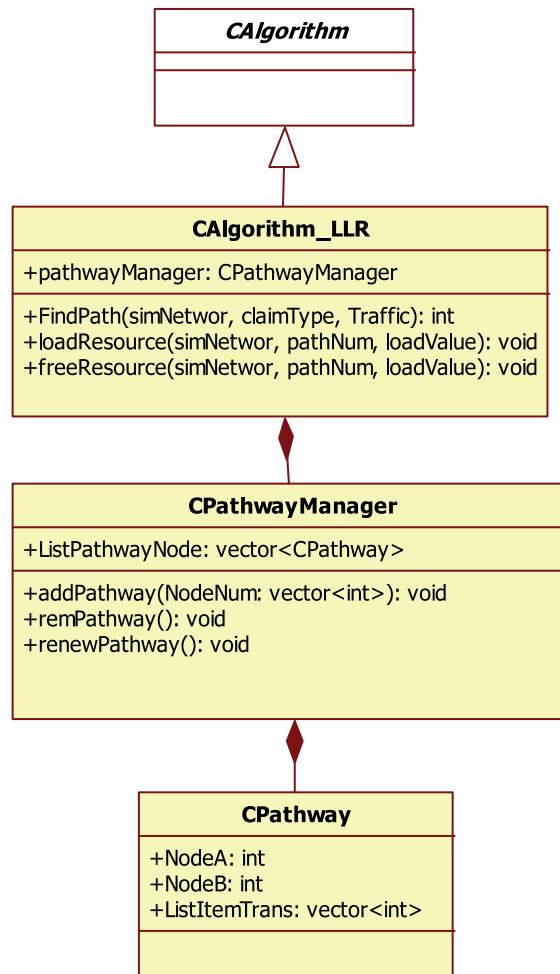 CAlgorithm
CAlgorithm_LLR
+pathwayManager: CPathwayManager
+FindPath(simNetwor, claimType, Traffic): int
+loadResource(simNetwor, pathNum, loadValue): void
+freeResource(simNetwor, pathNum, loadValue): void
CPathwayManager
+ListPathwayNode: vector<CPathway>
+addPathway(NodeNum: vector<int>): void
+remPathway(): void
+renewPathway(): void
CPathway
+NodeA: int
+NodeB: int
+ListItemTrans: vector<int>